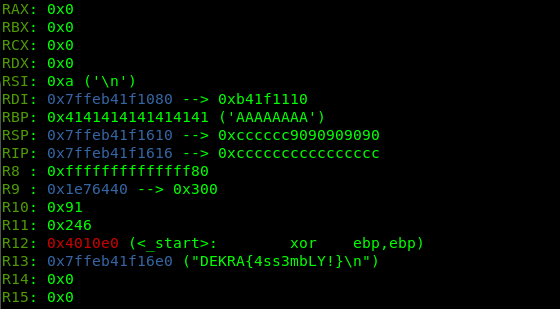 RAX: 0x0
RBX: 0x0
RCX: 0x0
RDX: 0x0
RSI: 0xa ('\n')
RDI: 0x7ffeb41f1080 --> 0xb41f1110
RBP: 0x4141414141414141 ('AAAAAAAA')
RSP: 0x7ffeb41f1610 --> 0xcccccc9090909090
RIP: 0x7ffeb41f1616 --> 0xcccccccccccccccc
R8 : 0xffffffffffffff80
R9 : 0x1e76440 --> 0x300
R10: 0x91
R11: 0x246
R12: 0x4010e0 (<_start>:        xor    ebp,ebp)
R13: 0x7ffeb41f16e0 ("DEKRA{4ss3mbLY!}\n")
R14: 0x0
R15: 0x0